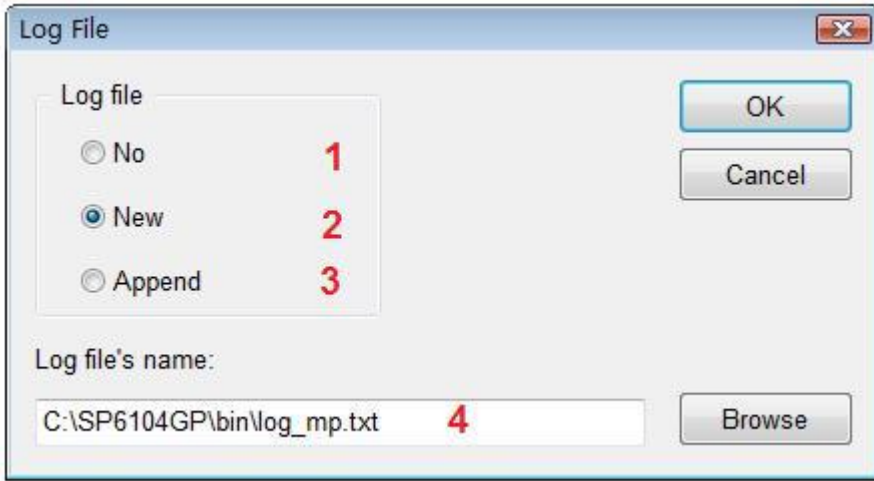 Log File
Log file
OK
No 1
Cancel
New 2
Append 3
Log file's name:
C:\SP6104GP\bin\log_mp.txt 4
Browse